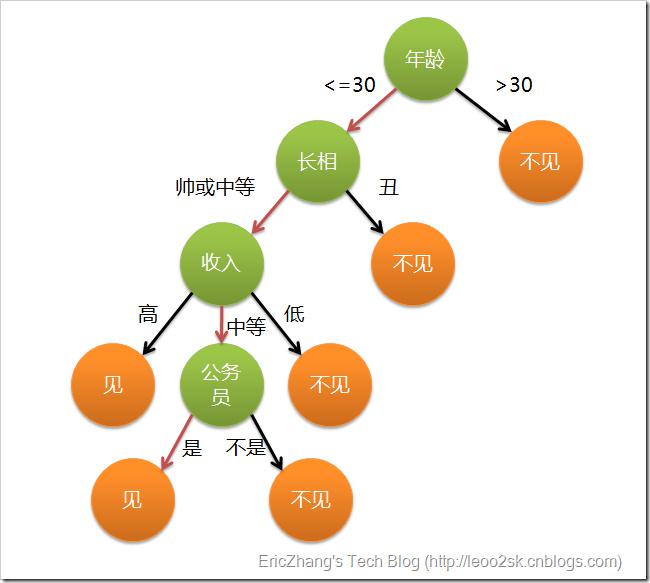 年龄
<=30
>30
长相
不见
帅或中等
丑
收入
不见
高
中等
低
见
公务
员
不见
是
不是
见
不见
EricZhang's Tech Blog (http://leoo2sk.cnblogs.com)